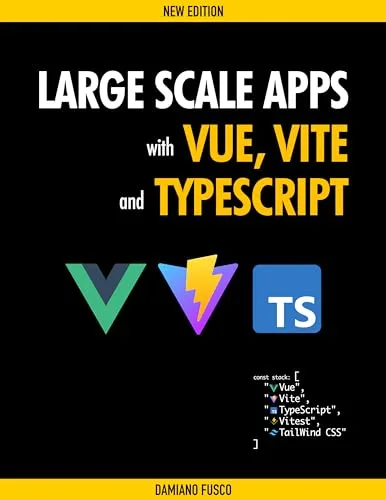 NEW EDITION
LARGE SCALE APPS
with VUE, VITE
and TYPESCRIPT
TS
const stack: [
"Vue",
"Vite",
"TS TypeScript",
"Vitest",
"TailWind CSS"
]
DAMIANO FUSCO